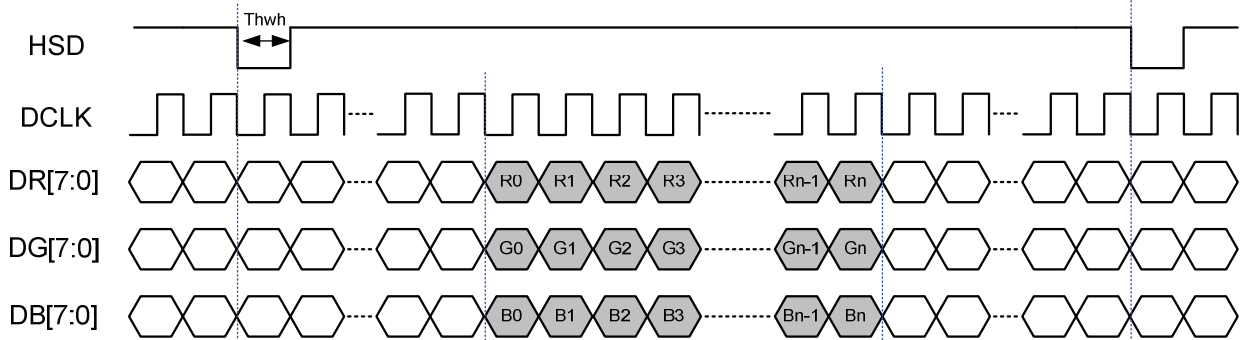 Thwh
HSD
DCLK
DR[7:0] R0 R1 R2 R3 Rn-1 Rn
DG[7:0] G0 G1 G2 G3 Gn-1 Gn
DB[7:0] B0 B1 B2 B3 Bn-1 Bn